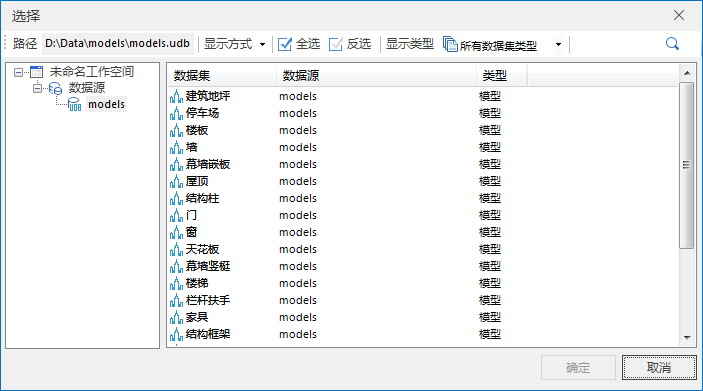 选择
路径 D:\Data\models\models.udb 显示方式 全选 反选 显示类型 所有数据集类型
未命名工作空间
数据源
models
数据集 数据源 类型
建筑地坪 models 模型
停车场 models 模型
楼板 models 模型
墙 models 模型
幕墙嵌板 models 模型
屋顶 models 模型
结构柱 models 模型
门 models 模型
窗 models 模型
天花板 models 模型
幕墙竖梃 models 模型
楼梯 models 模型
栏杆扶手 models 模型
家具 models 模型
结构框架 models 模型
确定 取消